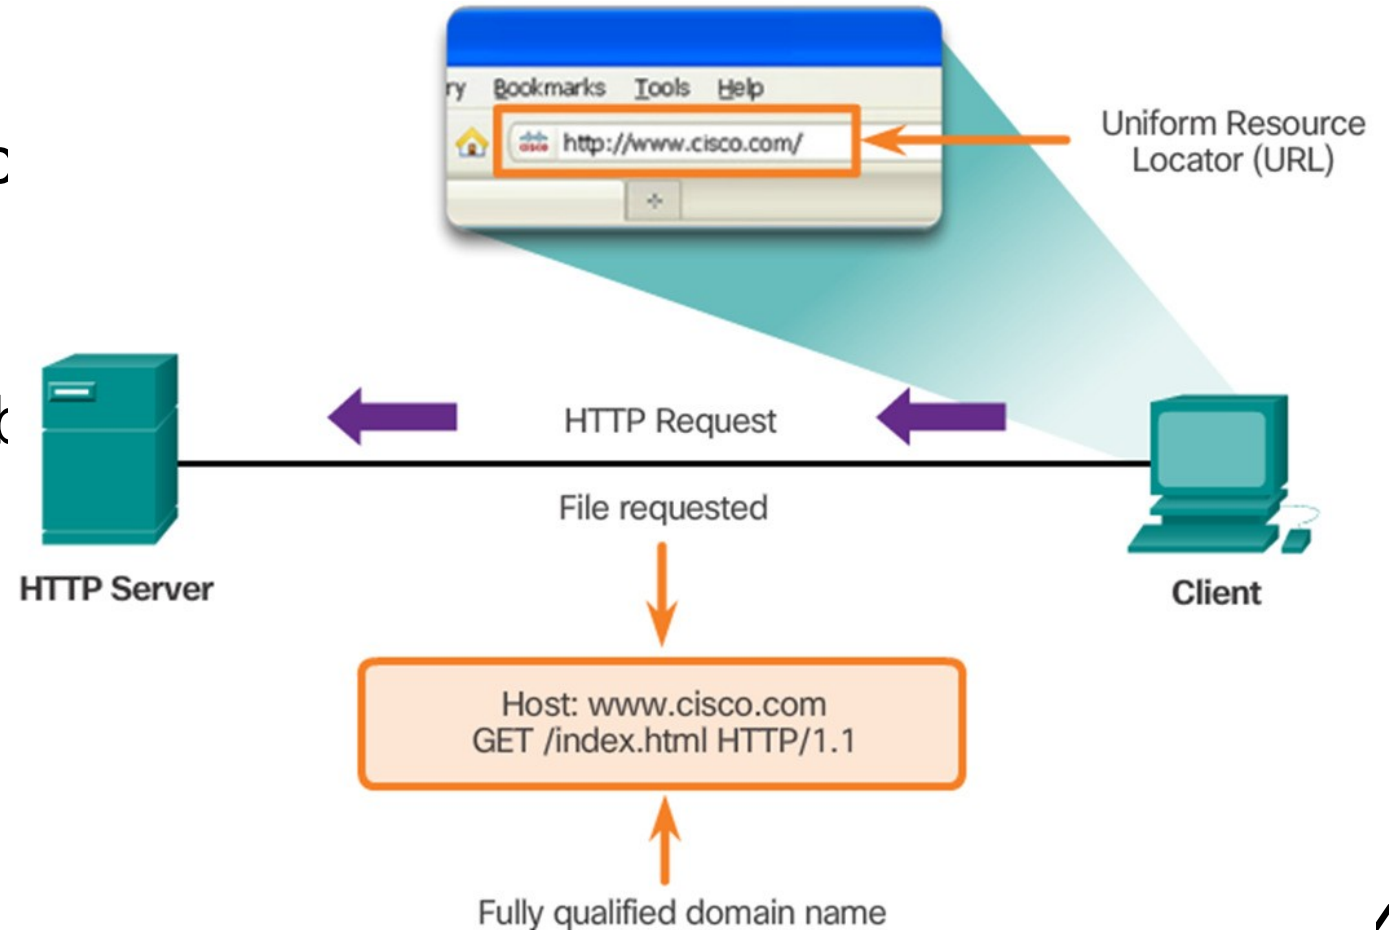 ry Bookmarks Tools Help
cisco http://www.cisco.com/
Uniform Resource
Locator (URL)
HTTP Request
File requested
HTTP Server
Client
Host: www.cisco.com
GET /index.html HTTP/1.1
Fully qualified domain name